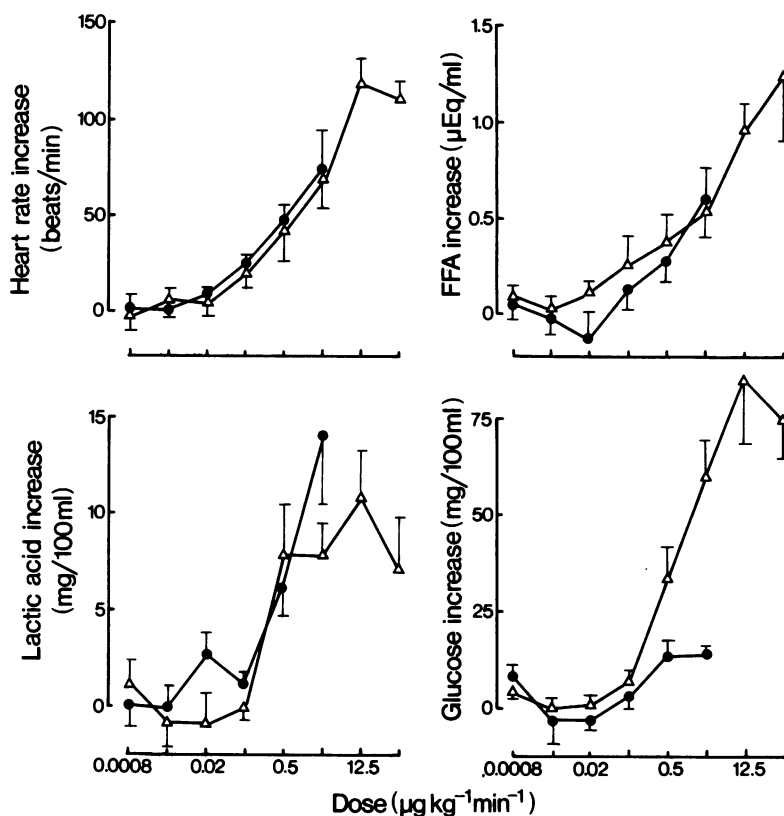 150
100
50
0
Heart rate increase
(beats/min)
1.5
1.0
0.5
0
FFA increase (µEq/ml)
15
10
5
0
Lactic acid increase
(mg/100ml)
75
50
25
0
Glucose increase (mg/100ml)
0.0008 0.02 0.5 12.5
.0008 0.02 0.5 12.5
Dose (µg kg⁻¹min⁻¹)